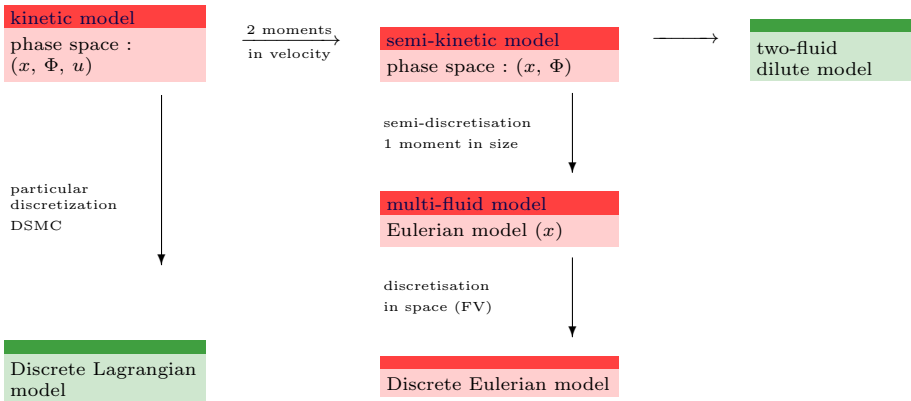 kinetic model
phase space :
(x, Φ, u)
2 moments
in velocity
semi-kinetic model
phase space : (x, Φ)
two-fluid
dilute model
semi-discretisation
1 moment in size
particular
discretization
DSMC
multi-fluid model
Eulerian model (x)
discretisation
in space (FV)
Discrete Lagrangian
model
Discrete Eulerian model